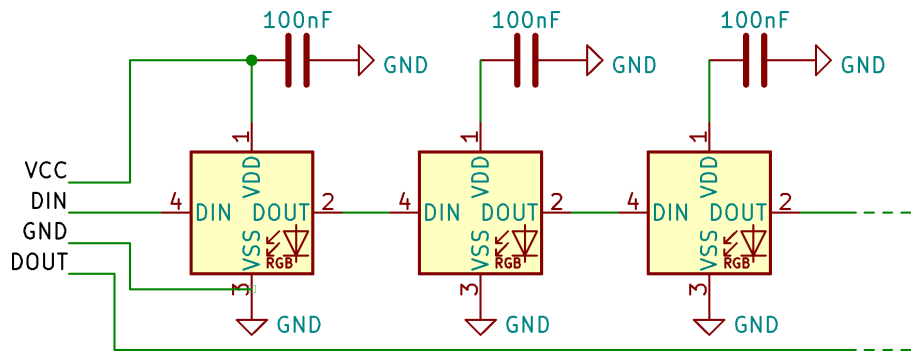 100nF 100nF 100nF
GND GND GND
1 1 1
VCC
DIN
GND
DOUT
VDD VDD VDD
4 DIN DOUT 2 4 DIN DOUT 2 4 DIN DOUT 2
VSS VSS VSS
RGB RGB RGB
3 3 3
GND GND GND